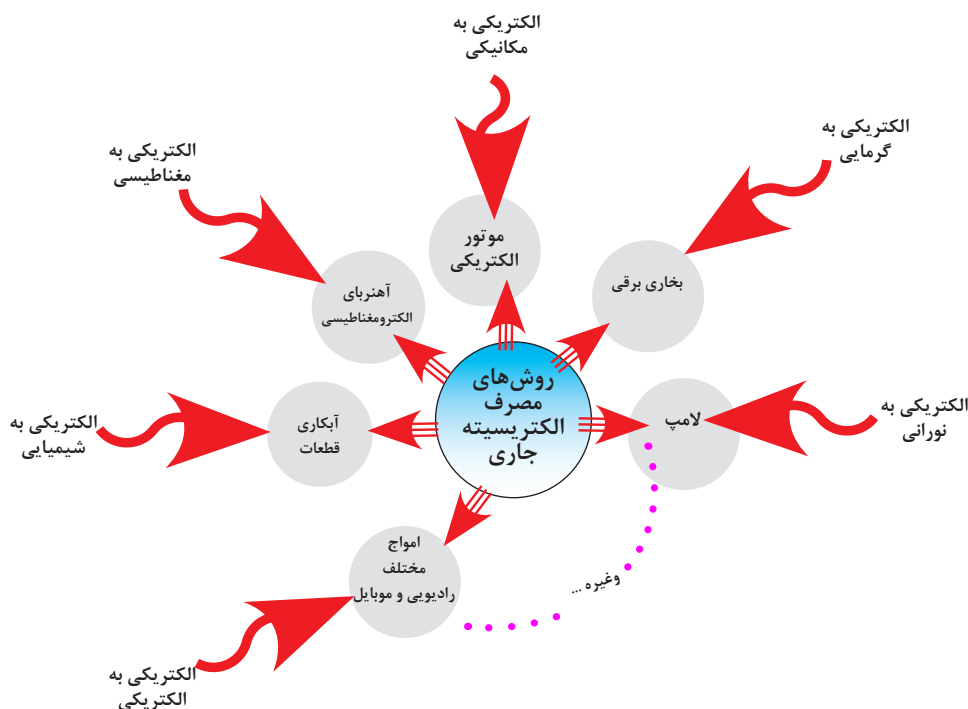 الکتریکی به
مکانیکی
الکتریکی به
گرمایی
الکتریکی به
مغناطیسی
موتور
الکتریکی
بخاری برقی
آهنربای
الکترومغناطیسی
روش‌های
مصرف
الکتریسیته
جاری
لامپ
الکتریکی به
نورانی
آبکاری
قطعات
الکتریکی به
شیمیایی
امواج
مختلف
رادیویی و موبایل
وغیره ...
الکتریکی به
الکتریکی